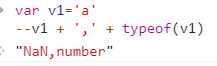 > var v1='a'
--v1 + ',' + typeof(v1)
"NaN,number"